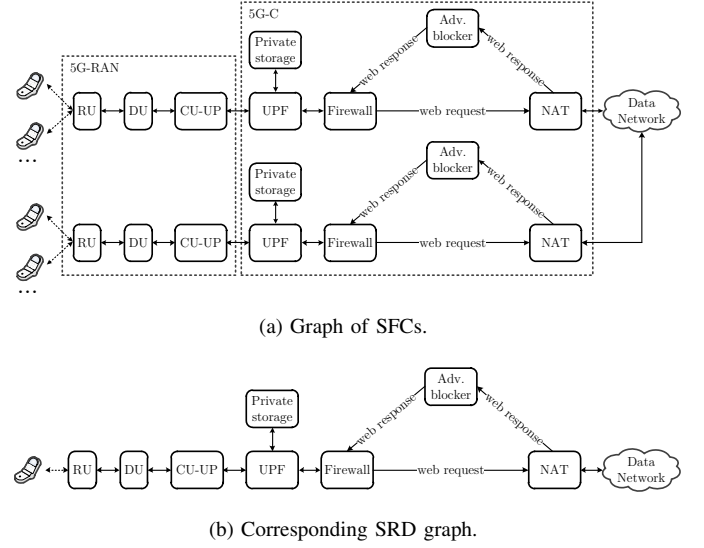 5G-C
5G-RAN
Private
storage
Adv.
blocker
web response
web response
RU
DU
CU-UP
UPF
Firewall
web request
NAT
Data
Network
...
Private
storage
Adv.
blocker
web response
web response
RU
DU
CU-UP
UPF
Firewall
web request
NAT
...
(a) Graph of SFCs.
Private
storage
Adv.
blocker
web response
web response
RU
DU
CU-UP
UPF
Firewall
web request
NAT
Data
Network
(b) Corresponding SRD graph.